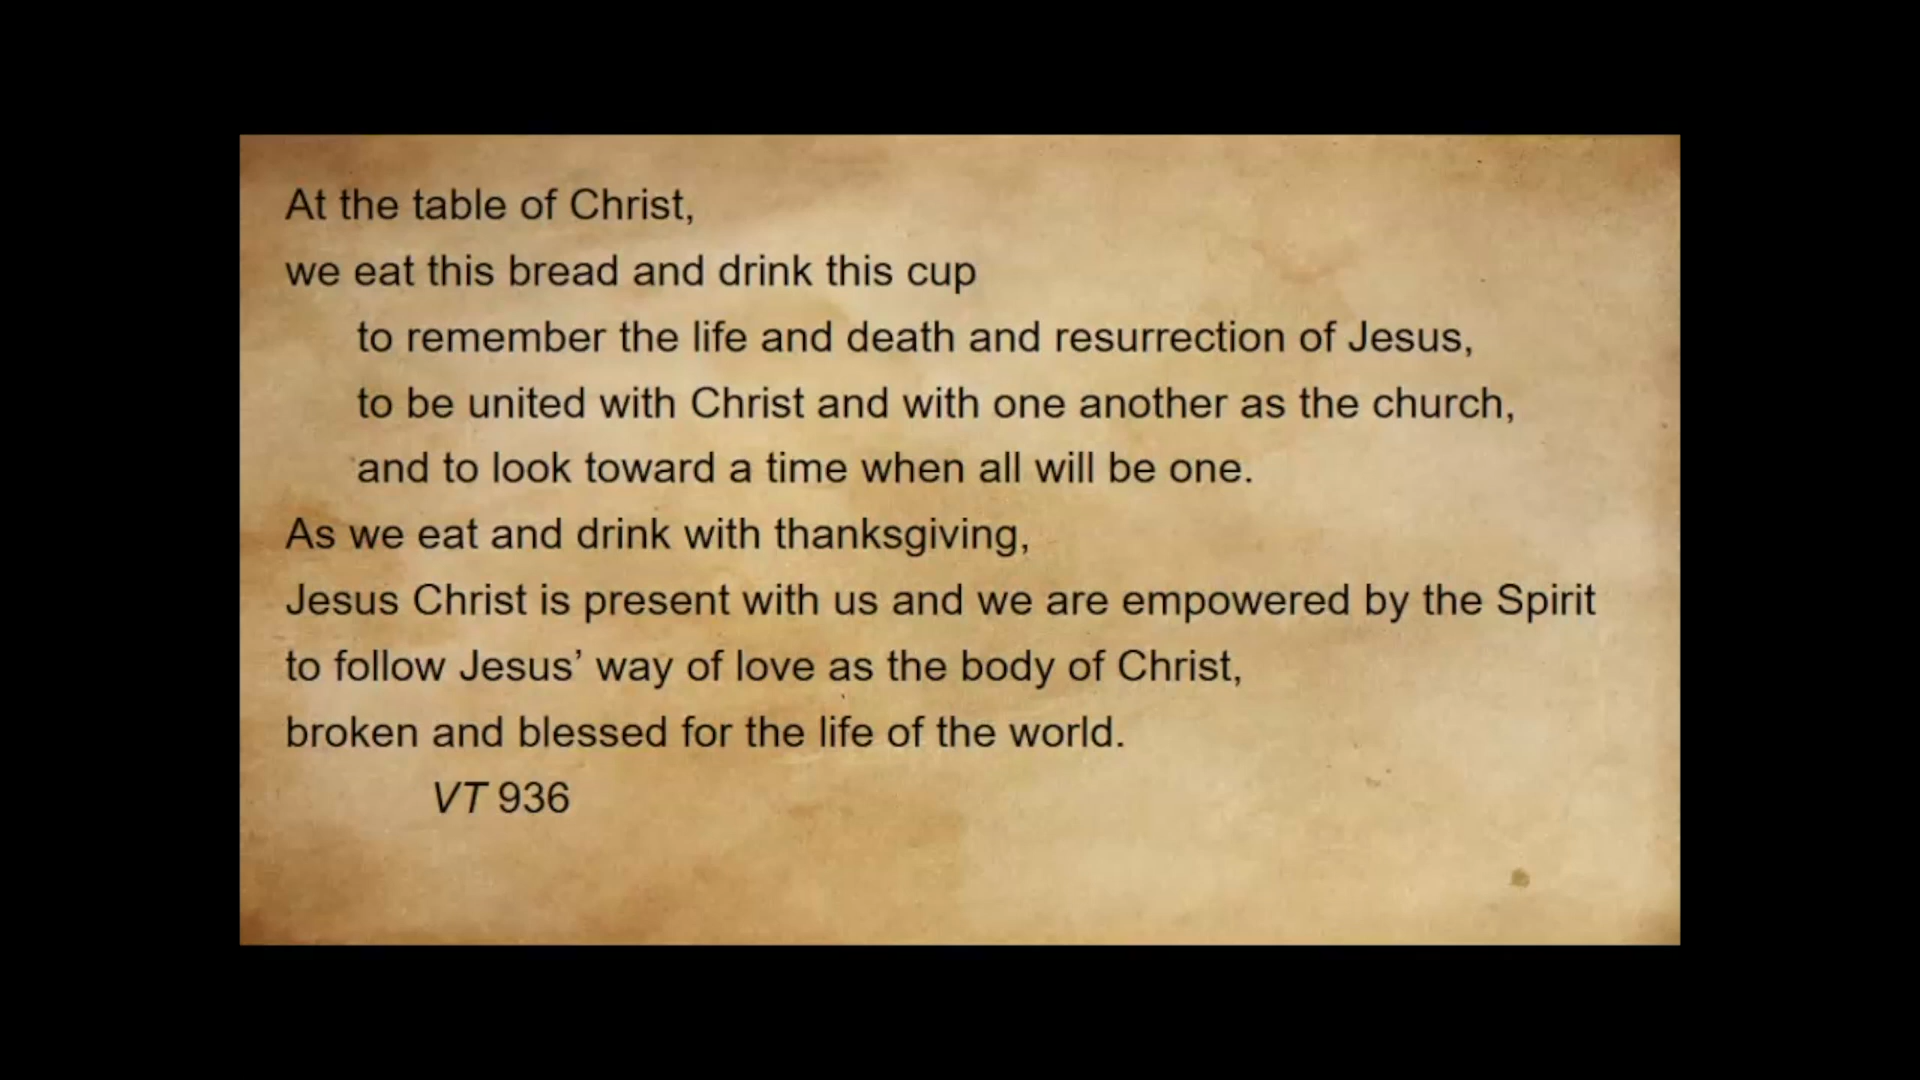 At the table of Christ,
we eat this bread and drink this cup
to remember the life and death and resurrection of Jesus,
to be united with Christ and with one another as the church,
and to look toward a time when all will be one.
As we eat and drink with thanksgiving,
Jesus Christ is present with us and we are empowered by the Spirit
to follow Jesus’ way of love as the body of Christ,
broken and blessed for the life of the world.
VT 936